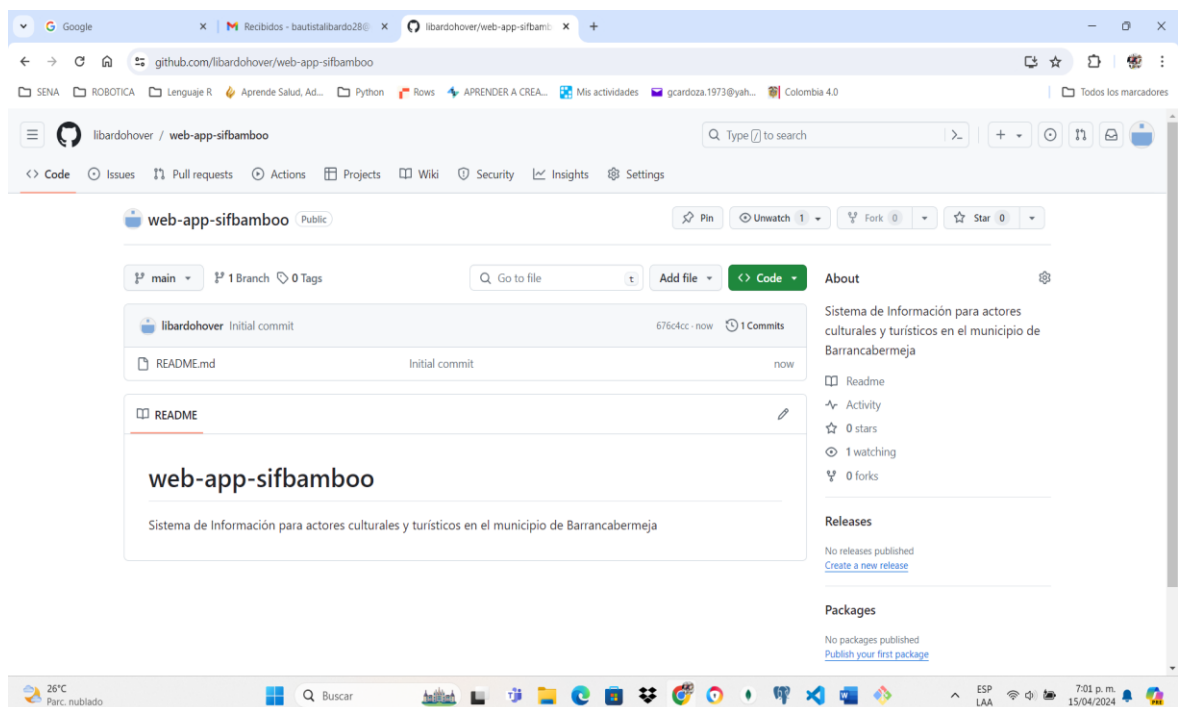 Google
Recibidos - bautistalibardo28@
libardohover/web-app-sifbamb
github.com/libardohover/web-app-sifbamboo
SENA ROBOTICA Lenguaje R Aprende Salud, Ad... Python Rows APRENDER A CREA... Mis actividades gcardoza.1973@yah... Colombia 4.0 Todos los marcadores
libardohover / web-app-sifbamboo Type / to search
Code Issues Pull requests Actions Projects Wiki Security Insights Settings
web-app-sifbamboo Public Pin Unwatch 1 Fork 0 Star 0
main 1 Branch 0 Tags Go to file t Add file Code
libardohover Initial commit 676c4cc · now 1 Commits
README.md Initial commit now
README
web-app-sifbamboo
Sistema de Información para actores culturales y turísticos en el municipio de Barrancabermeja
About
Sistema de Información para actores
culturales y turísticos en el municipio de
Barrancabermeja
Readme
Activity
0 stars
1 watching
0 forks
Releases
No releases published
Create a new release
Packages
No packages published
Publish your first package
26°C
Parc. nublado
Buscar
ESP
LAA
7:01 p. m.
15/04/2024
PRE